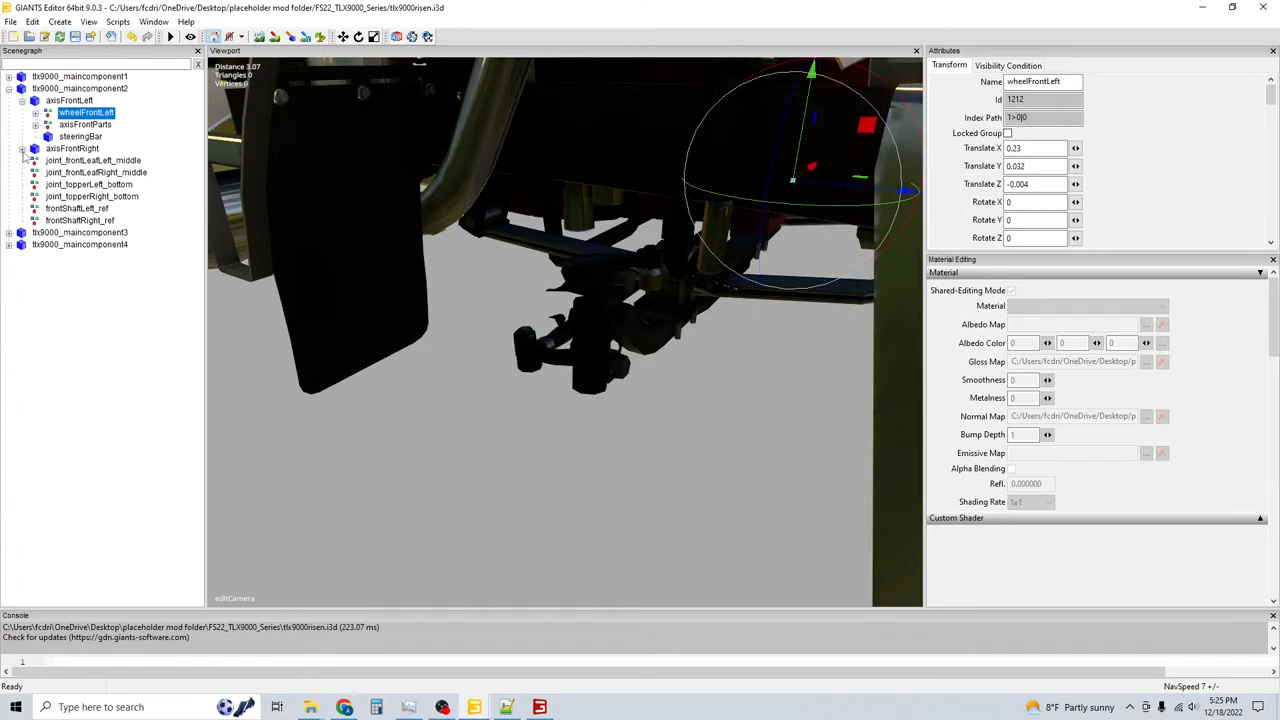 GIANTS Editor 64bit 9.0.3 - C:/Users/fcdri/OneDrive/Desktop/placeholder mod folder/FS22_TLX9000_Series/tlx9000risen.i3d
File Edit Create View Scripts Window Help
Scenegraph
Viewport
Attributes
X
tlx9000_maincomponent1
tlx9000_maincomponent2
axisFrontLeft
wheelFrontLeft
axisFrontParts
steeringBar
axisFrontRight
joint_frontLeafLeft_middle
joint_frontLeafRight_middle
joint_topperLeft_bottom
joint_topperRight_bottom
frontShaftLeft_ref
frontShaftRight_ref
tlx9000_maincomponent3
tlx9000_maincomponent4
Distance 3.07
Triangles 0
Vertices 0
editCamera
Transform Visibility Condition
Name wheelFrontLeft
Id 1212
Index Path 1>0|0
Locked Group
Translate X 0.23
Translate Y 0.032
Translate Z -0.004
Rotate X 0
Rotate Y 0
Rotate Z 0
Material Editing
Material
Shared-Editing Mode
Material
Albedo Map
Albedo Color 0 0 0
Gloss Map C:/Users/fcdri/OneDrive/Desktop/p
Smoothness 0
Metalness 0
Normal Map C:/Users/fcdri/OneDrive/Desktop/p
Bump Depth 1
Emissive Map
Alpha Blending
Refl. 0.000000
Shading Rate 1x1
Custom Shader
Console
C:/Users/fcdri/OneDrive/Desktop/placeholder mod folder/FS22_TLX9000_Series/tlx9000risen.i3d (223.07 ms)
Check for updates (https://gdn.giants-software.com)
1
Ready
NavSpeed 7 +/-
Type here to search
8°F Partly sunny
5:25 PM
12/18/2022